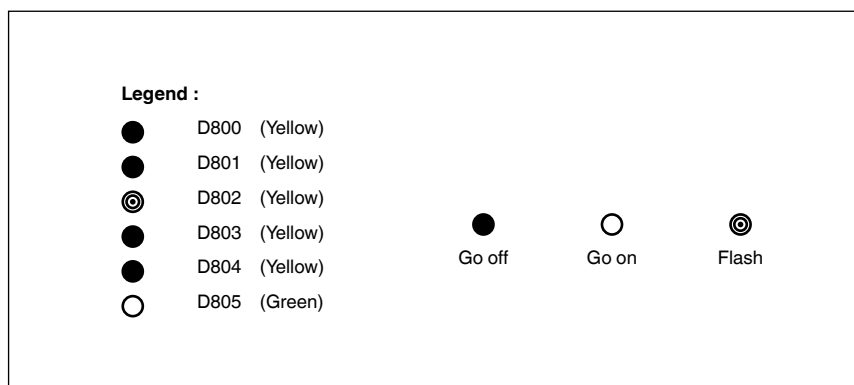 Legend :
D800 (Yellow)
D801 (Yellow)
D802 (Yellow)
D803 (Yellow)
D804 (Yellow)
D805 (Green)
Go off Go on Flash